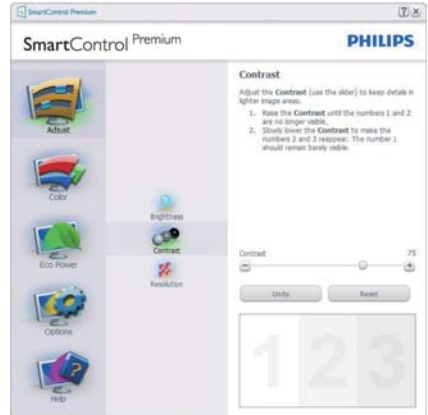 SmartControl Premium
SmartControl Premium
PHILIPS
Adjust
Color
Eco Power
Options
Help
Brightness
Contrast
Resolution
Contrast
Adjust the Contrast (use the slider) to keep details in
lighter image areas.
1. Raise the Contrast until the numbers 1 and 2
are no longer visible.
2. Slowly lower the Contrast to make the
numbers 2 and 3 reappear. The number 1
should remain barely visible.
Contrast 75
Undo Reset
1 2 3